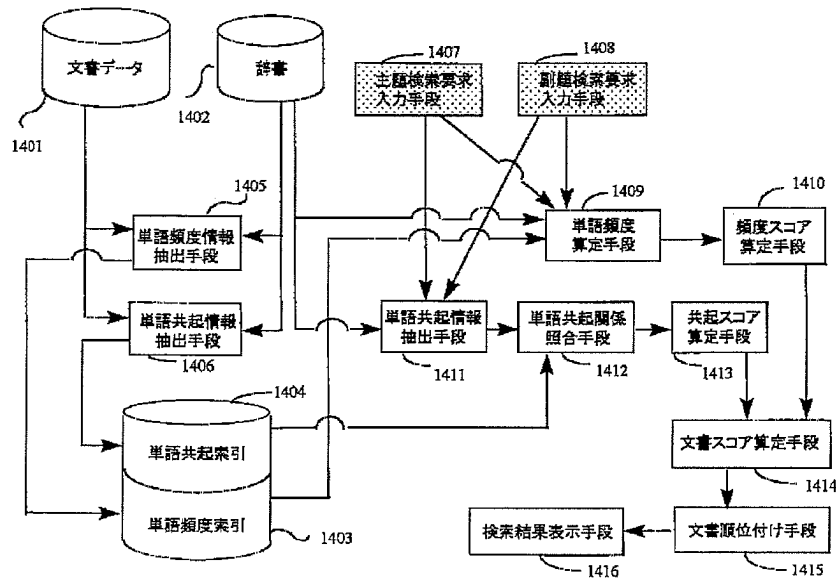 文書データ
1401
辞書
1402
1407
主題検索要求
入力手段
1408
副題検索要求
入力手段
1405
単語頻度情報
抽出手段
1409
単語頻度
算定手段
1410
頻度スコア
算定手段
単語共起情報
抽出手段
1406
単語共起情報
抽出手段
1411
単語共起関係
照合手段
1412
共起スコア
算定手段
1413
1404
単語共起索引
単語頻度索引
1403
文書スコア算定手段
1414
検索結果表示手段
1416
文書順位付け手段
1415